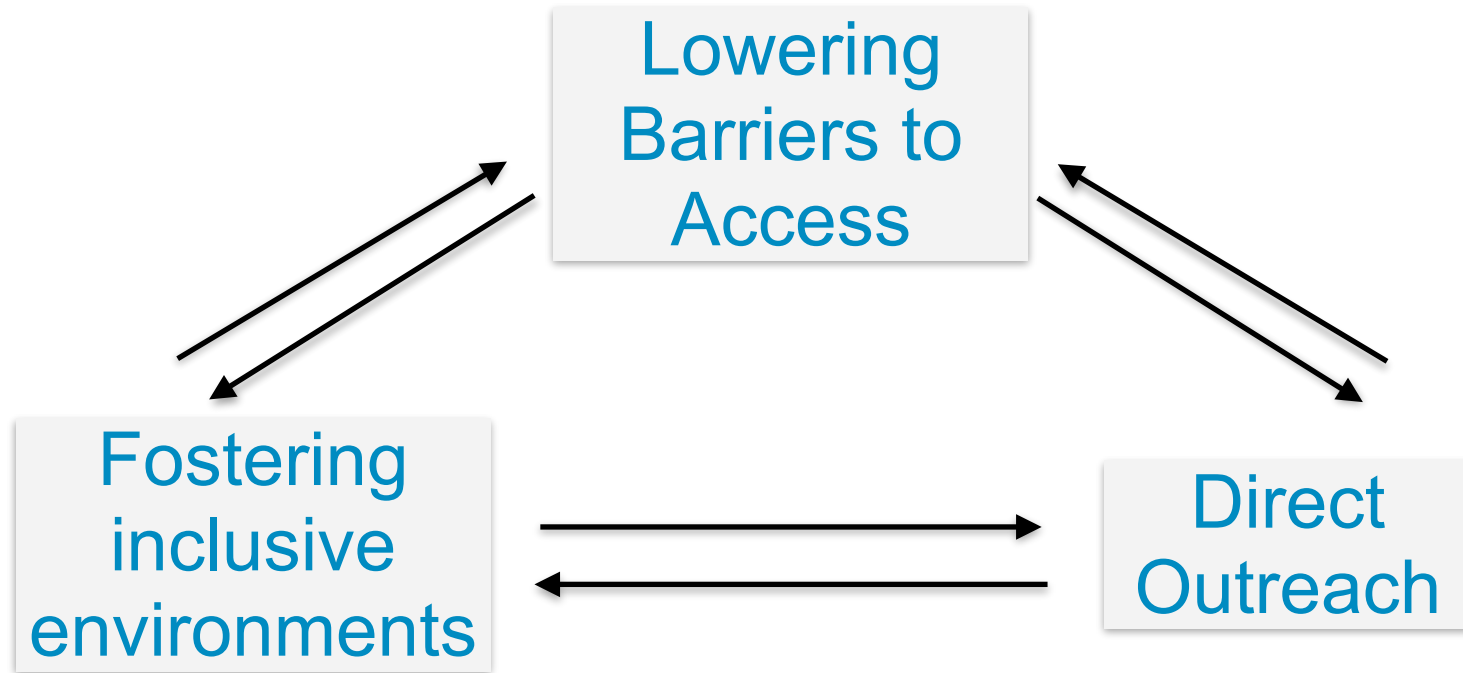 Lowering
Barriers to
Access
Fostering
inclusive
environments
Direct
Outreach